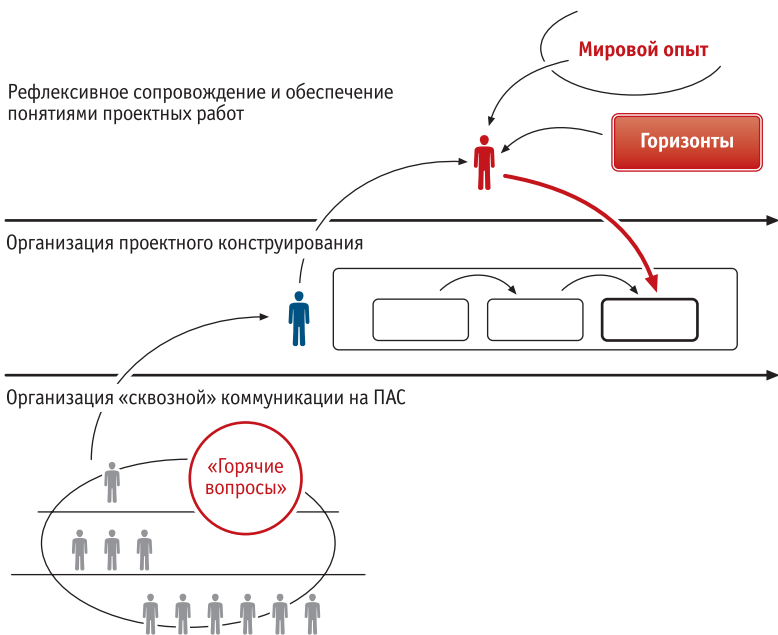 Мировой опыт
Рефлексивное сопровождение и обеспечение
понятиями проектных работ
Горизонты
Организация проектного конструирования
Организация «сквозной» коммуникации на ПАС
«Горячие
вопросы»